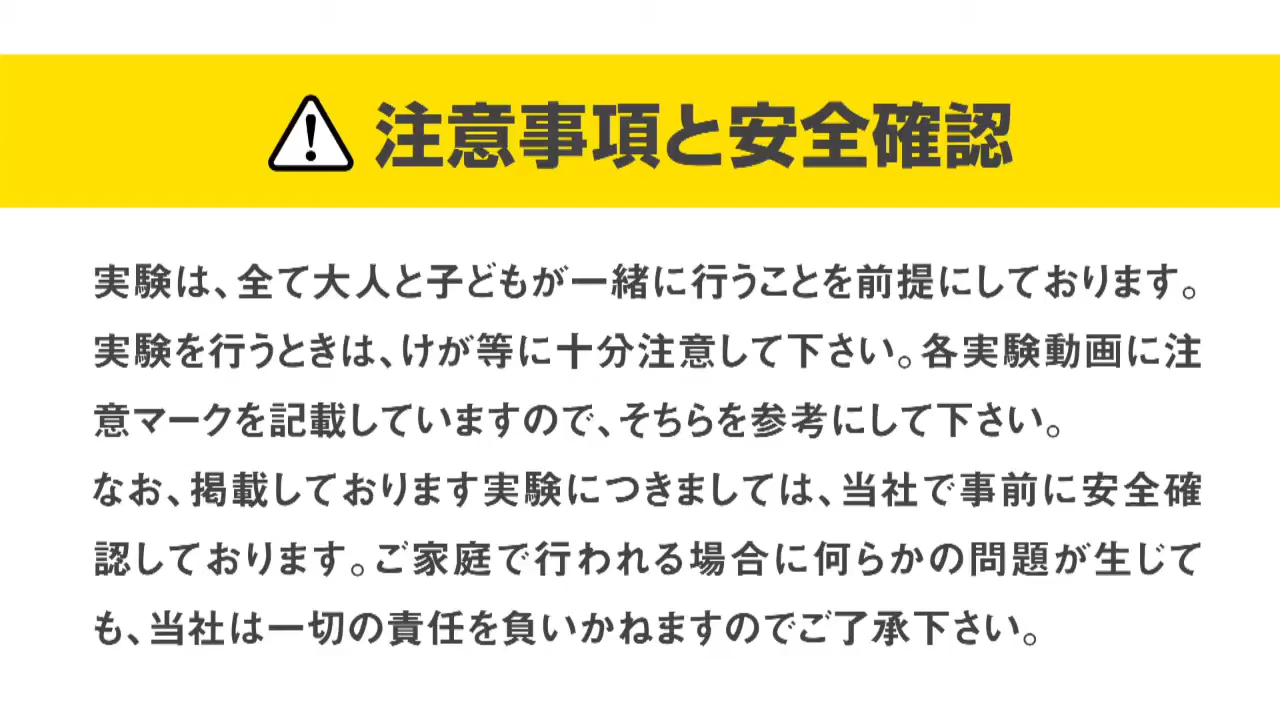 注意事項と安全確認
実験は、全て大人と子どもが一緒に行うことを前提にしております。
実験を行うときは、けが等に十分注意して下さい。各実験動画に注
意マークを記載していますので、そちらを参考にして下さい。
なお、掲載しております実験につきましては、当社で事前に安全確
認しております。ご家庭で行われる場合に何らかの問題が生じて
も、当社は一切の責任を負いかねますのでご了承下さい。